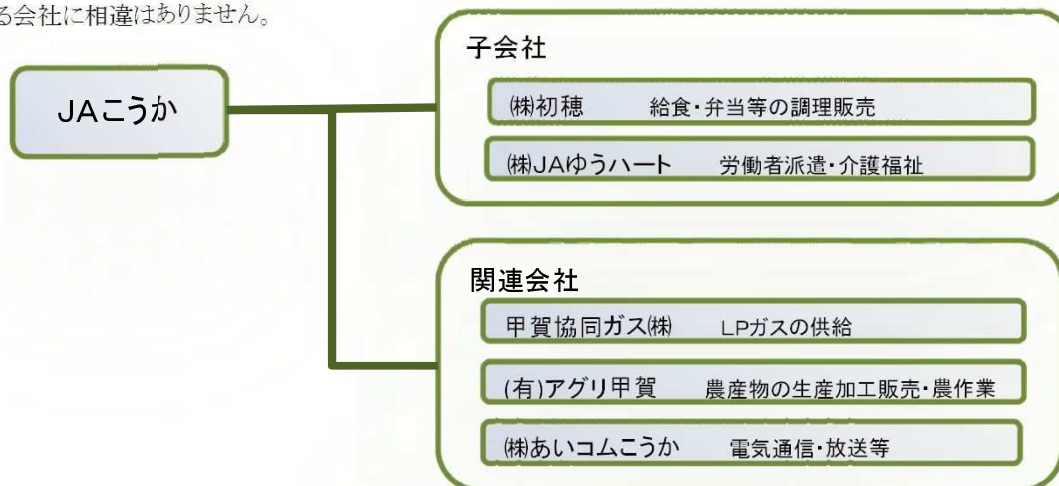 る会社に相違はありません。
JAこうか
子会社
㈱初穂 給食・弁当等の調理販売
㈱JAゆうハート 労働者派遣・介護福祉
関連会社
甲賀協同ガス㈱ LPガスの供給
(有)アグリ甲賀 農産物の生産加工販売・農作業
㈱あいコムこうか 電気通信・放送等